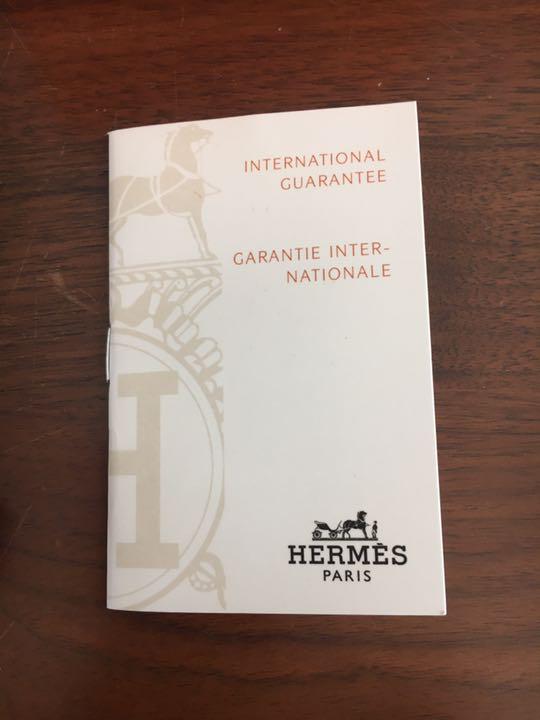 INTERNATIONAL
GUARANTEE
GARANTIE INTER-
NATIONALE
H
HERMÈS
PARIS